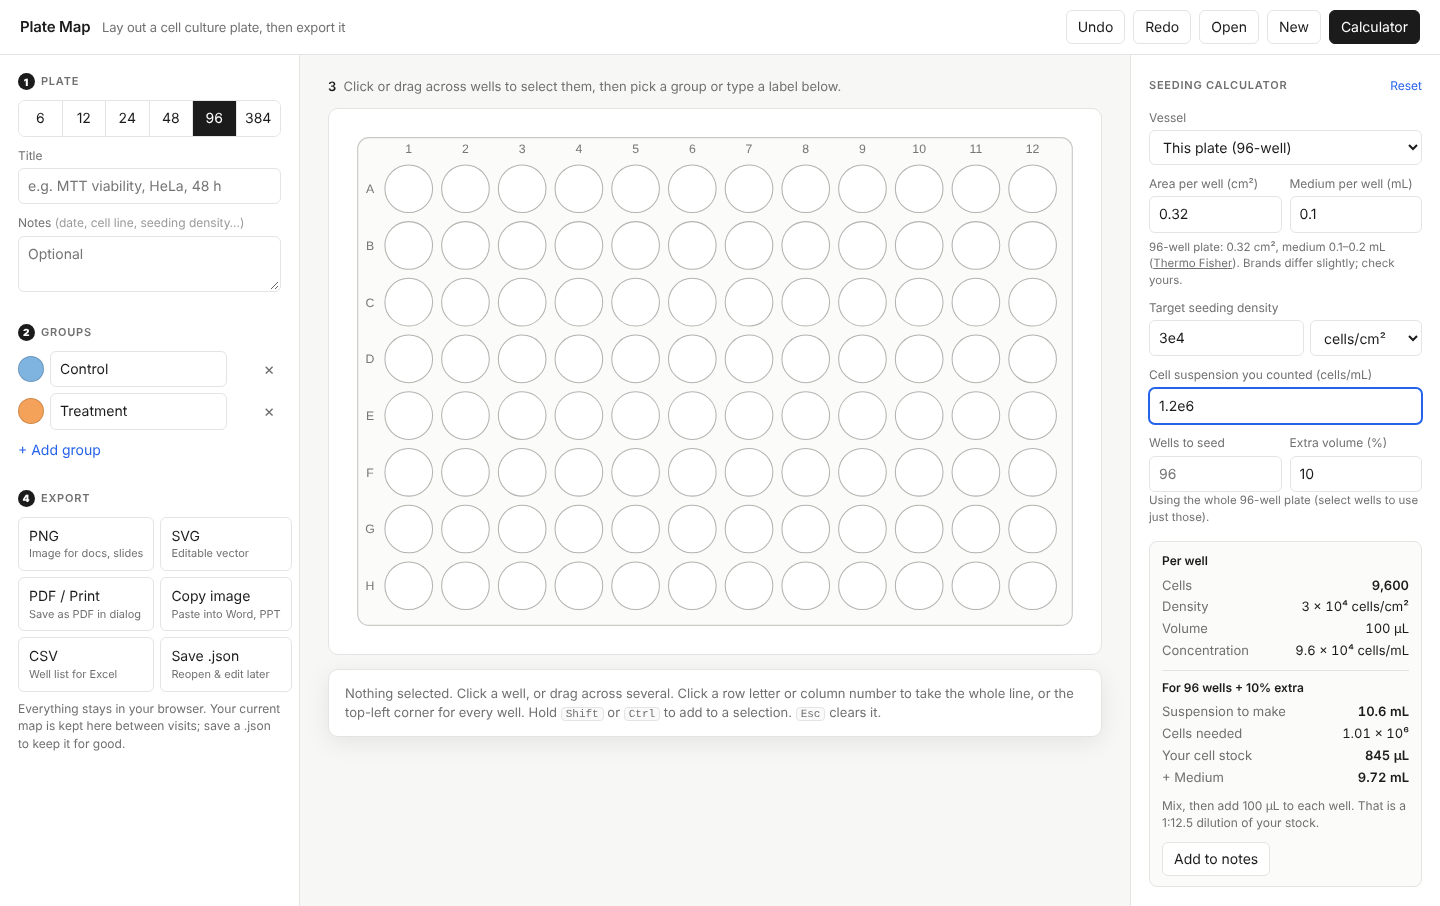 Plate Map Lay out a cell culture plate, then export it
Undo Redo Open New Calculator
1 PLATE
6 12 24 48 96 384
Title
e.g. MTT viability, HeLa, 48 h
Notes (date, cell line, seeding density...)
Optional
2 GROUPS
Control ×
Treatment ×
+ Add group
4 EXPORT
PNG
Image for docs, slides
SVG
Editable vector
PDF / Print
Save as PDF in dialog
Copy image
Paste into Word, PPT
CSV
Well list for Excel
Save .json
Reopen & edit later
Everything stays in your browser. Your current
map is kept here between visits; save a .json
to keep it for good.
3 Click or drag across wells to select them, then pick a group or type a label below.
1 2 3 4 5 6 7 8 9 10 11 12
A
B
C
D
E
F
G
H
Nothing selected. Click a well, or drag across several. Click a row letter or column number to take the whole line, or the
top-left corner for every well. Hold Shift or Ctrl to add to a selection. Esc clears it.
SEEDING CALCULATOR Reset
Vessel
This plate (96-well)
Area per well (cm²) Medium per well (mL)
0.32 0.1
96-well plate: 0.32 cm², medium 0.1–0.2 mL
(Thermo Fisher). Brands differ slightly; check
yours.
Target seeding density
3e4 cells/cm²
Cell suspension you counted (cells/mL)
1.2e6
Wells to seed Extra volume (%)
96 10
Using the whole 96-well plate (select wells to use
just those).
Per well
Cells 9,600
Density 3 × 10⁴ cells/cm²
Volume 100 µL
Concentration 9.6 × 10⁴ cells/mL
For 96 wells + 10% extra
Suspension to make 10.6 mL
Cells needed 1.01 × 10⁶
Your cell stock 845 µL
+ Medium 9.72 mL
Mix, then add 100 µL to each well. That is a
1:12.5 dilution of your stock.
Add to notes